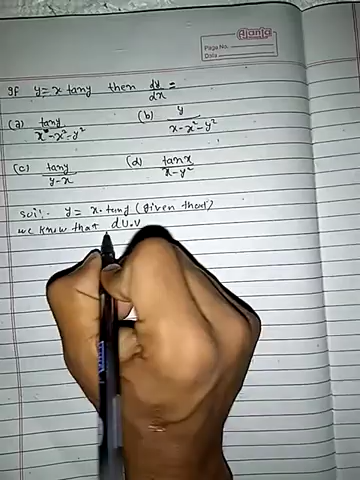 Ajanta
Page No.
Date
If y = x tany then dy/dx =
(a) tany/x-x²-y² (b) y/x-x²-y²
(c) tany/y-x (d) tanx/x-y²
Sol:- y = x. tany (given that)
we know that d U.V